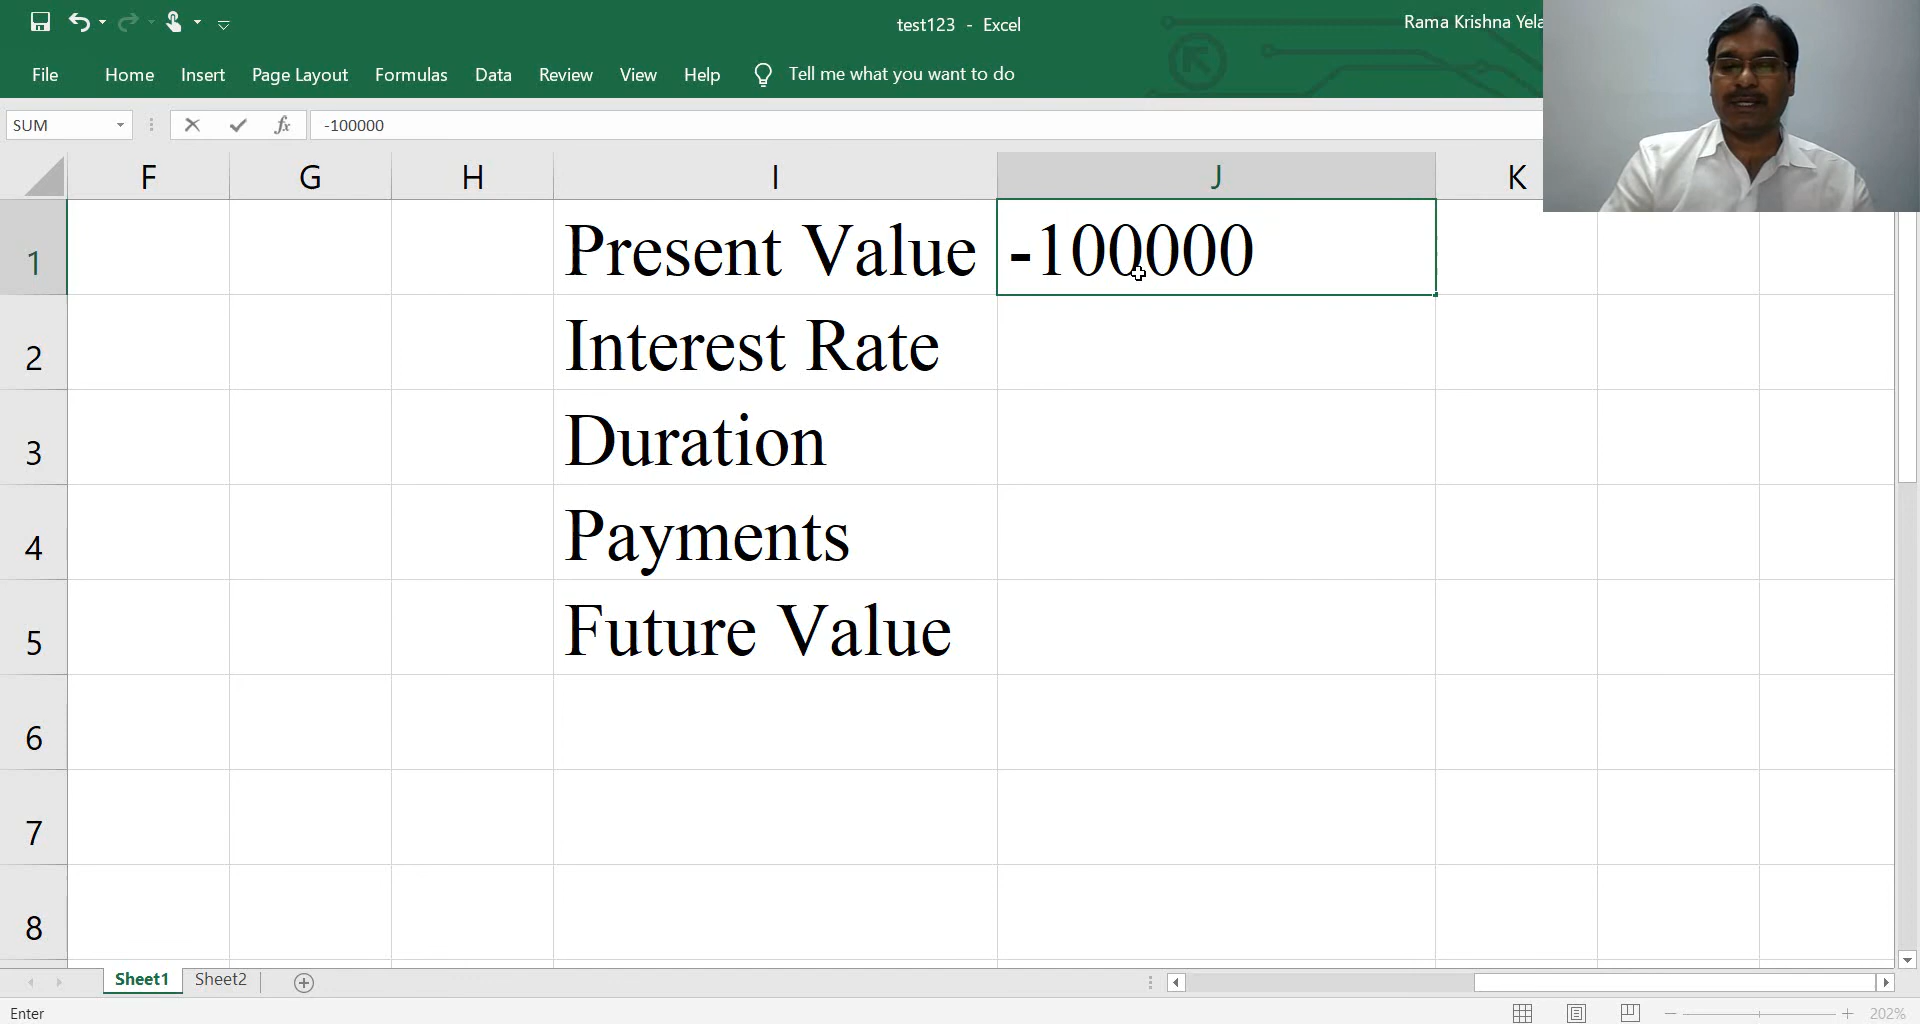 test123 - Excel
Rama Krishna Yela
File Home Insert Page Layout Formulas Data Review View Help Tell me what you want to do
SUM fx -100000
F G H I J K
1 Present Value -100000
2 Interest Rate
3 Duration
4 Payments
5 Future Value
6
7
8
Sheet1 Sheet2
Enter 202%